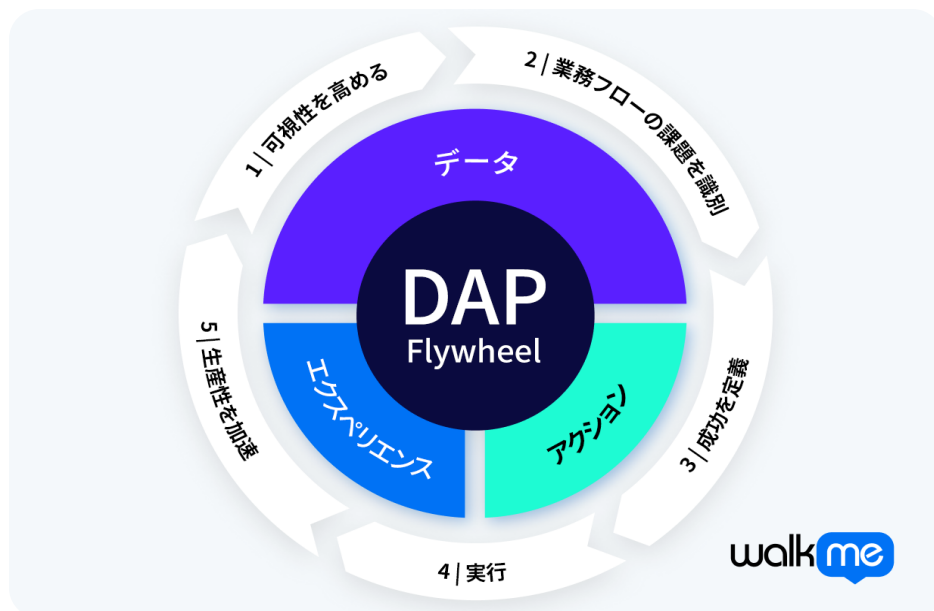 1 | 可視性を高める
2 | 業務フローの課題を識別
3 | 成功を定義
4 | 実行
5 | 生産性を加速
データ
アクション
エクスペリエンス
DAP
Flywheel
walkme